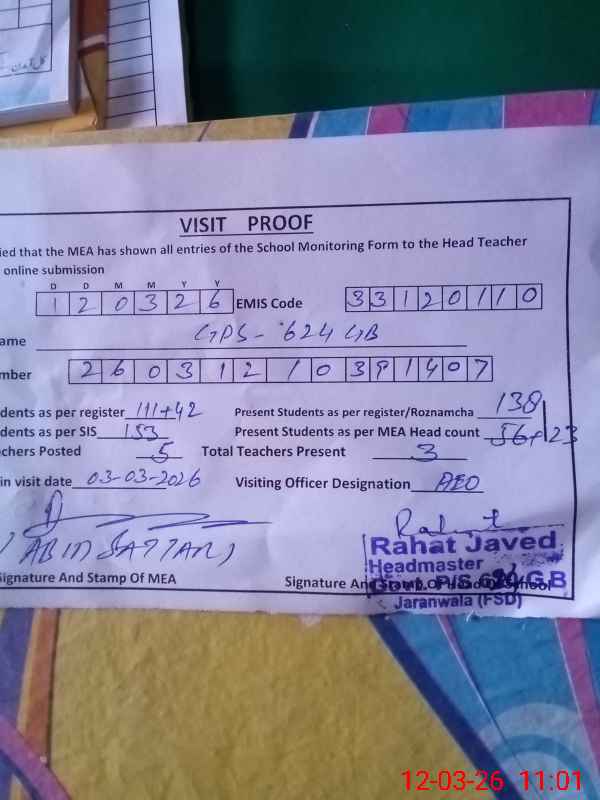 VISIT PROOF
ied that the MEA has shown all entries of the School Monitoring Form to the Head Teacher
online submission
D D M M Y Y
1 2 0 3 2 6 EMIS Code 3 3 1 2 0 1 1 0
ame GPS - 624 GB
mber 2 6 0 3 1 2 1 0 3 9 1 4 0 7
dents as per register 111+42 Present Students as per register/Roznamcha 138
dents as per SIS 153 Present Students as per MEA Head count 56+23
chers Posted 5 Total Teachers Present 3
in visit date 03-03-2026 Visiting Officer Designation AEO
Rahat Javed
Headmaster
Signature And Stamp Of MEA Signature And Stamp Of Head Of School
Govt. P/S 624 G.B
Jaranwala (FSD)
12-03-26 11:01